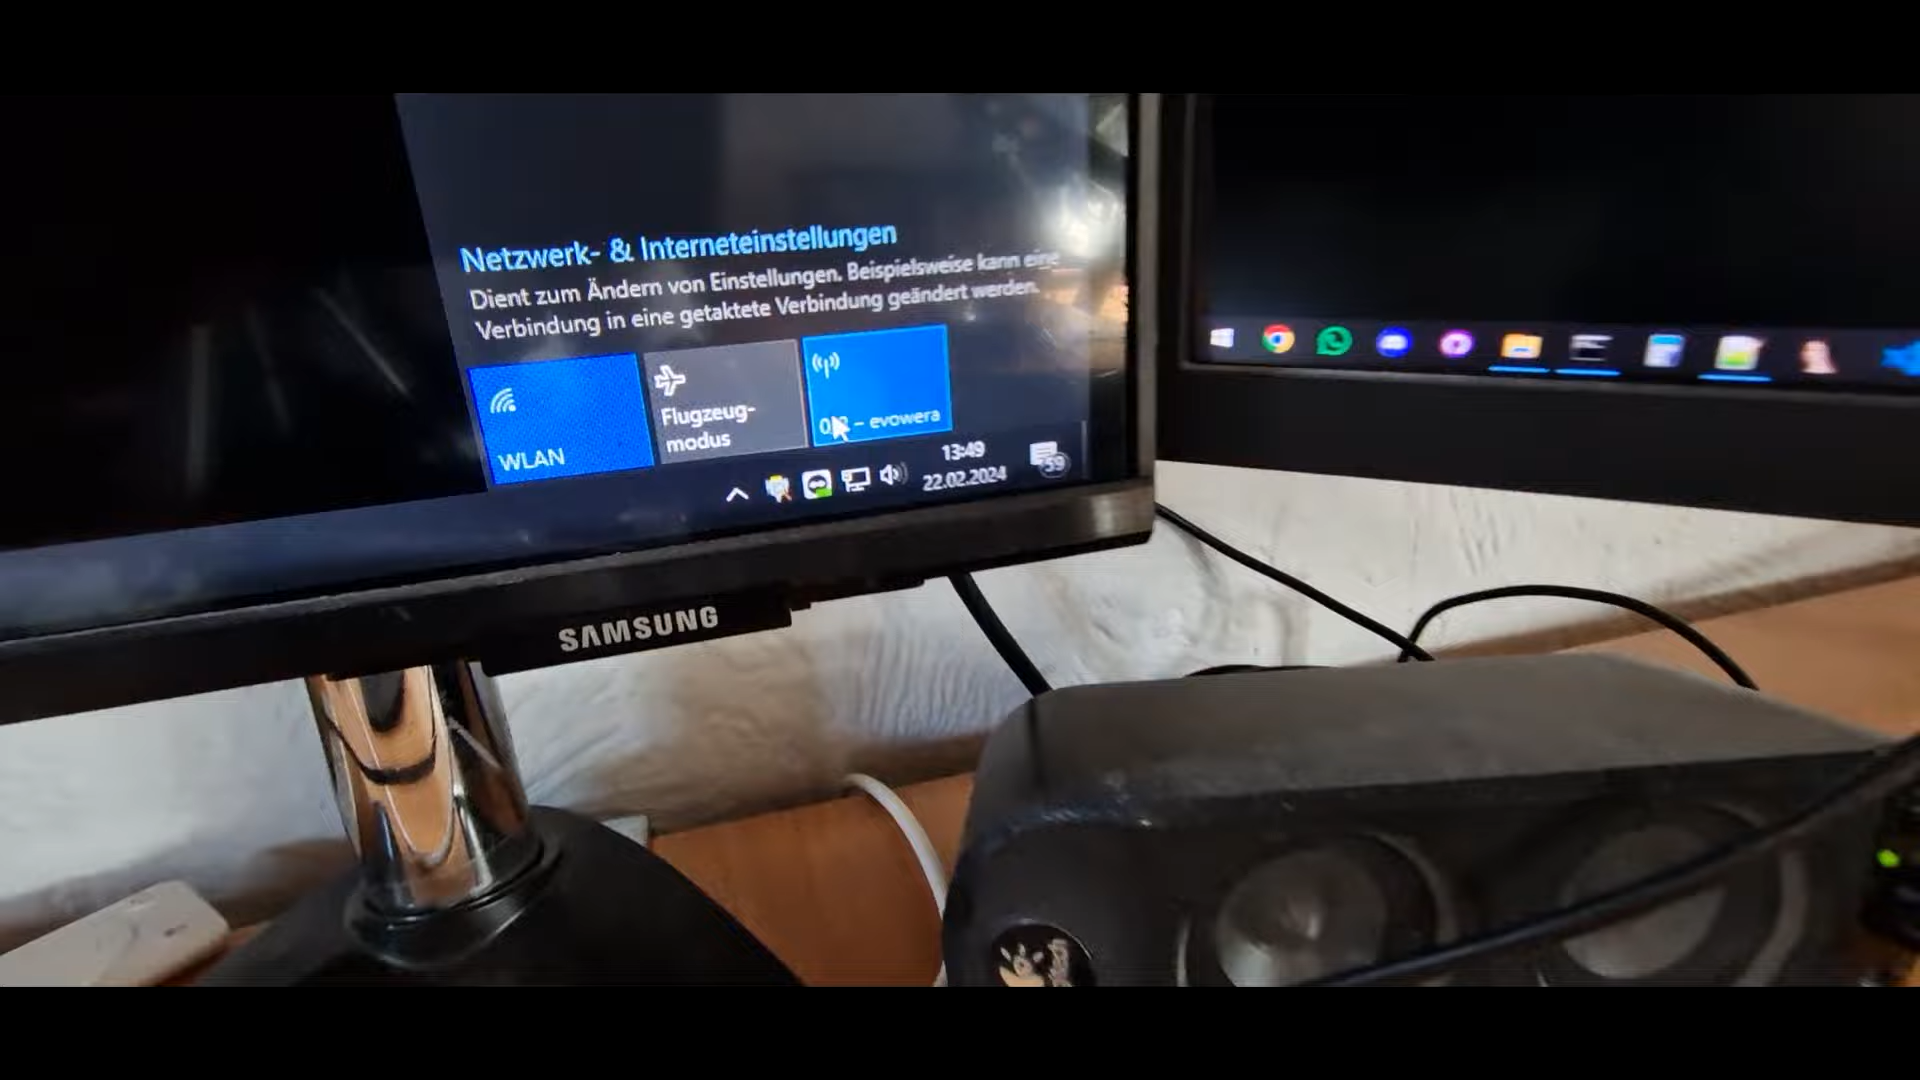 Netzwerk- & Interneteinstellungen
Dient zum Ändern von Einstellungen. Beispielsweise kann eine
Verbindung in eine getaktete Verbindung geändert werden.
WLAN
Flugzeug-
modus
– evowera
13:49
22.02.2024
59
SAMSUNG